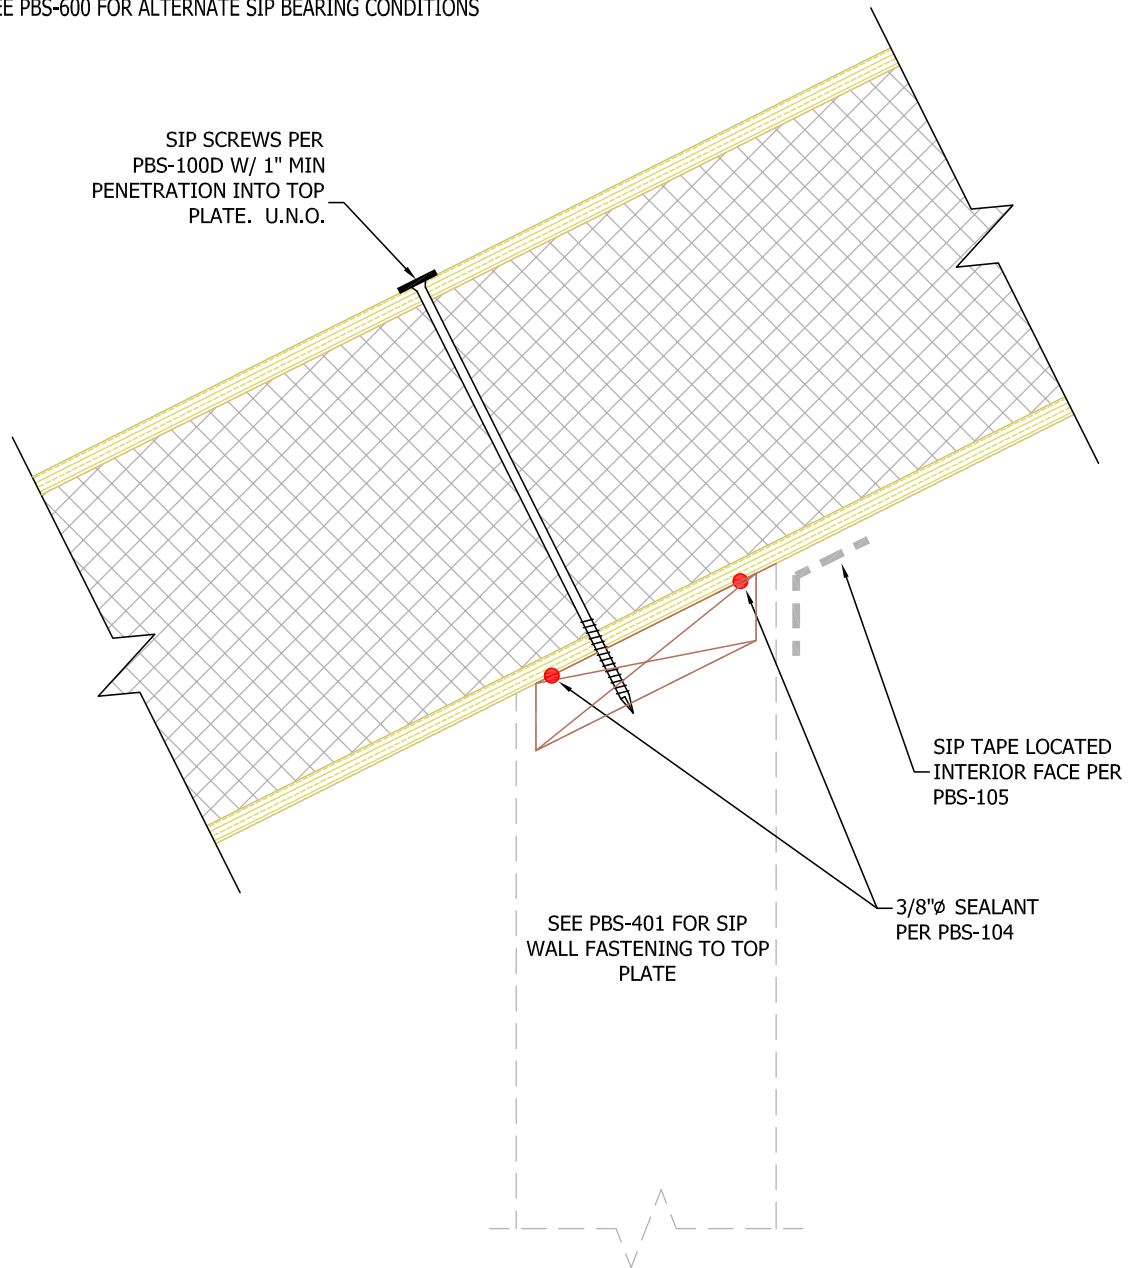 SEE PBS-600 FOR ALTERNATE SIP BEARING CONDITIONS
SIP SCREWS PER
PBS-100D W/ 1" MIN
PENETRATION INTO TOP
PLATE. U.N.O.
SIP TAPE LOCATED
INTERIOR FACE PER
PBS-105
3/8"Ø SEALANT
PER PBS-104
SEE PBS-401 FOR SIP
WALL FASTENING TO TOP
PLATE